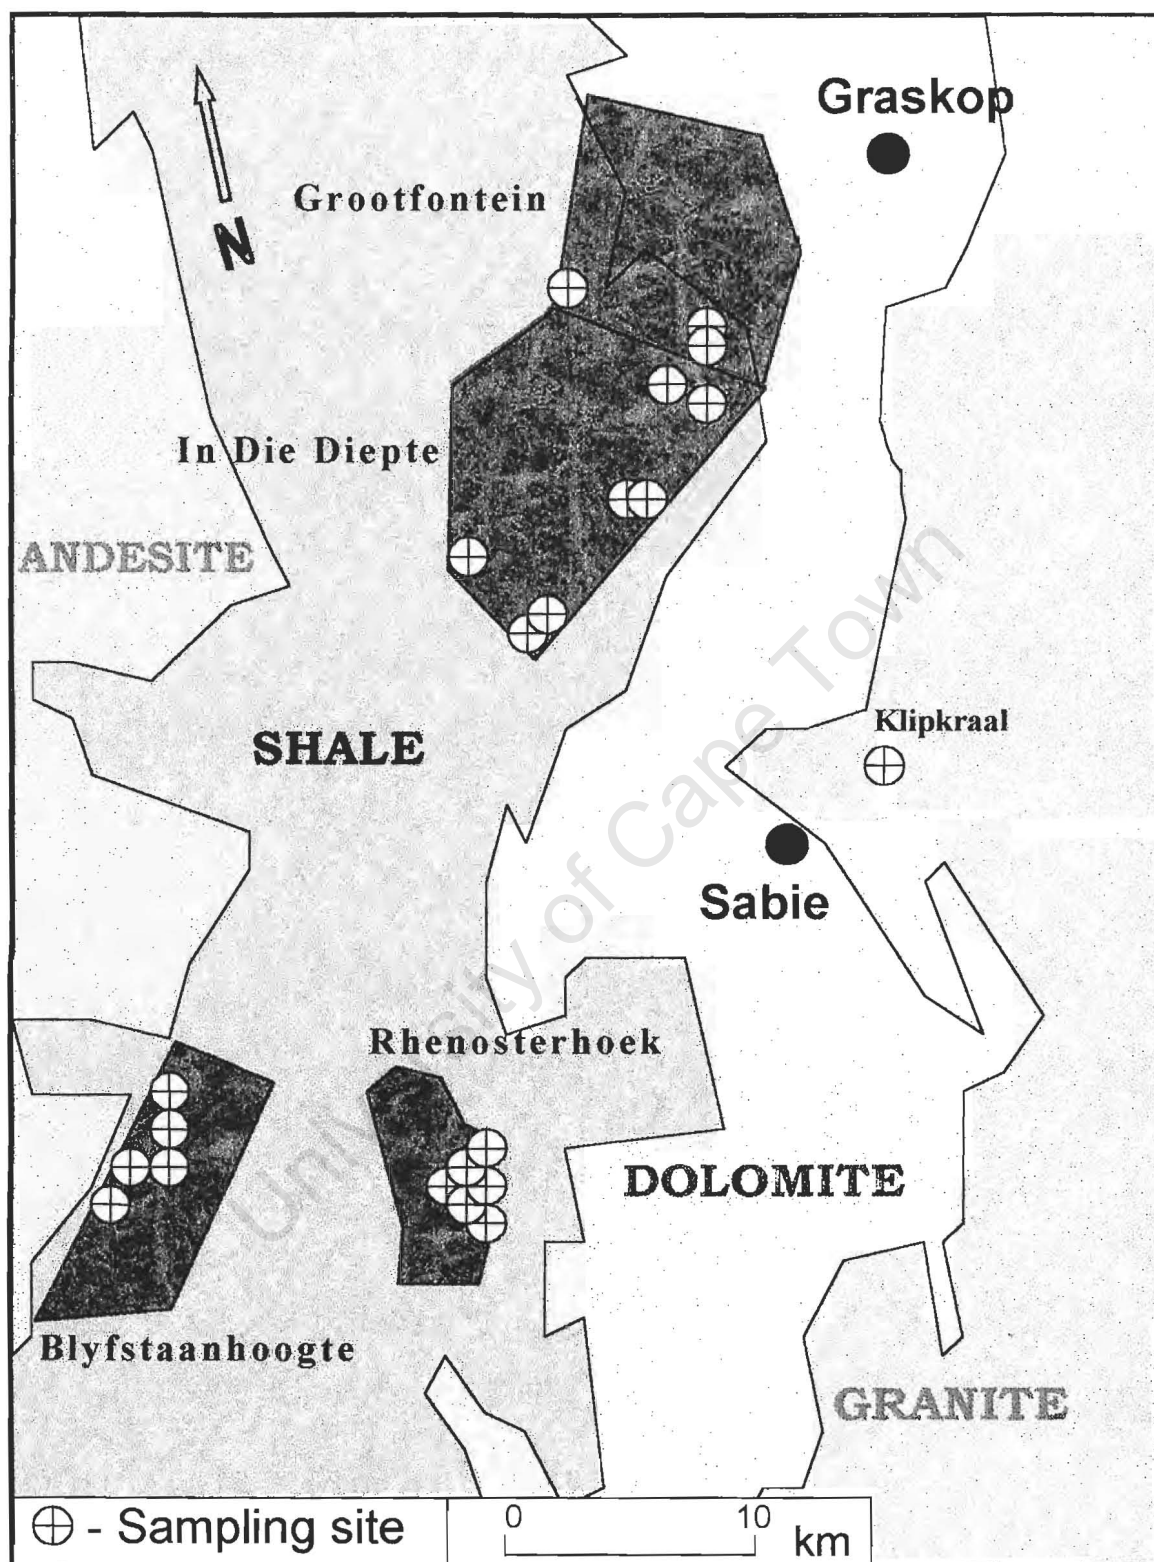 Graskop
Grootfontein
N
In Die Diepte
ANDESITE
SHALE
Klipkraal
Sabie
Rhenosterhoek
DOLOMITE
Blyfstaanhoogte
GRANITE
⊕ - Sampling site
0 10
km
University of Cape Town